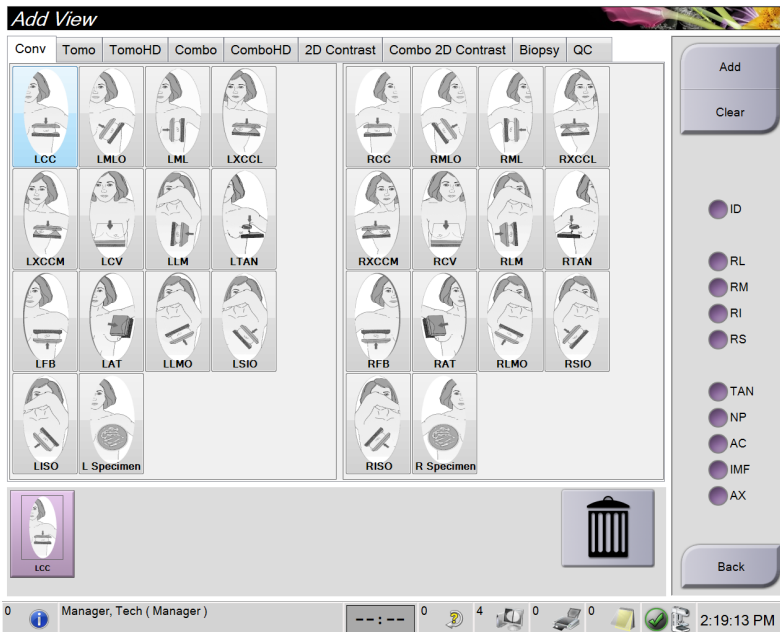 Add View
Conv Tomo TomoHD Combo ComboHD 2D Contrast Combo 2D Contrast Biopsy QC
LCC LMLO LML LXCCL RCC RMLO RML RXCCL
LXCCM LCV LLM LTAN RXCCM RCV RLM RTAN
LFB LAT LLMO LSIO RFB RAT RLMO RSIO
LISO L Specimen RISO R Specimen
Add
Clear
ID
RL
RM
RI
RS
TAN
NP
AC
IMF
AX
LCC
Back
0 Manager, Tech ( Manager ) --:-- 0 4 0 0 2:19:13 PM